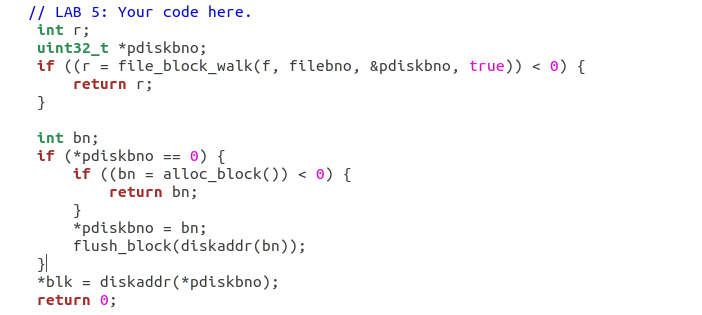 // LAB 5: Your code here.
int r;
uint32_t *pdiskbno;
if ((r = file_block_walk(f, filebno, &pdiskbno, true)) < 0) {
return r;
}
int bn;
if (*pdiskbno == 0) {
if ((bn = alloc_block()) < 0) {
return bn;
}
*pdiskbno = bn;
flush_block(diskaddr(bn));
}
*blk = diskaddr(*pdiskbno);
return 0;